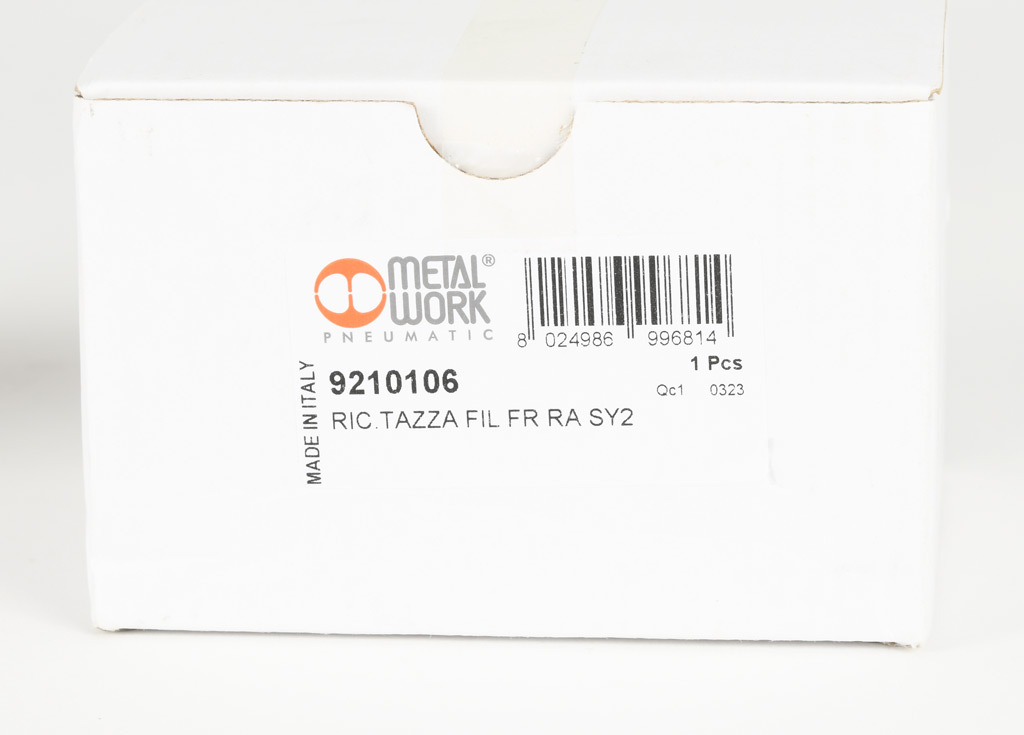 METAL®
WORK
PNEUMATIC
8 024986 996814
1 Pcs
9210106
Qc1 0323
RIC.TAZZA FIL.FR RA SY2
MADE IN ITALY